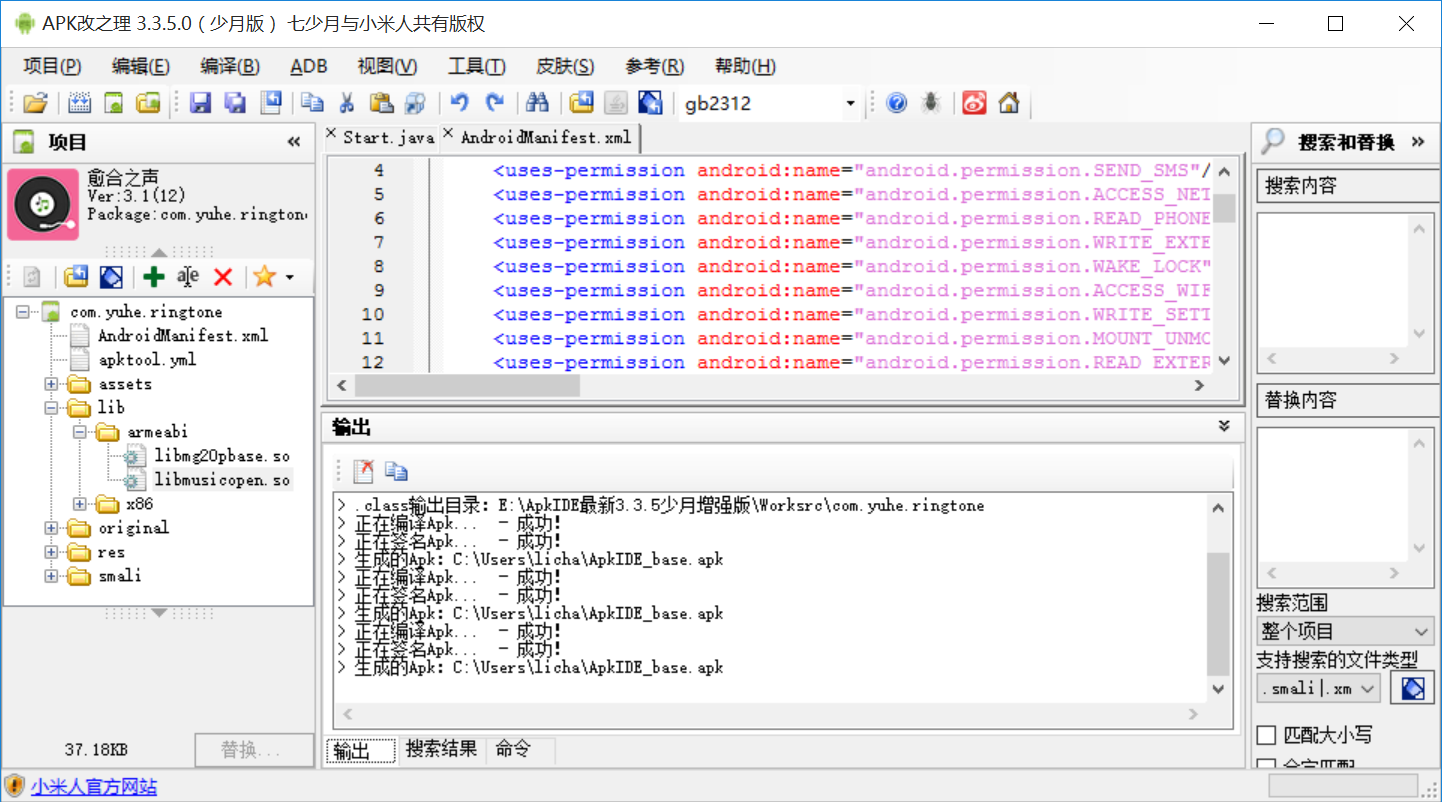 APK改之理 3.3.5.0（少月版） 七少月与小米人共有版权
项目(P) 编辑(E) 编译(B) ADB 视图(V) 工具(T) 皮肤(S) 参考(R) 帮助(H)
gb2312
项目
愈合之声
Ver:3.1(12)
Package:com.yuhe.ringtone
com.yuhe.ringtone
AndroidManifest.xml
apktool.yml
assets
lib
armeabi
libmg20pbase.so
libmusicopen.so
x86
original
res
smali
37.18KB
替换...
小米人官方网站
Start.java AndroidManifest.xml
4 <uses-permission android:name="android.permission.SEND_SMS"/
5 <uses-permission android:name="android.permission.ACCESS_NET
6 <uses-permission android:name="android.permission.READ_PHONE
7 <uses-permission android:name="android.permission.WRITE_EXTE
8 <uses-permission android:name="android.permission.WAKE_LOCK"
9 <uses-permission android:name="android.permission.ACCESS_WIF
10 <uses-permission android:name="android.permission.WRITE_SETT
11 <uses-permission android:name="android.permission.MOUNT_UNMO
12 <uses-permission android:name="android.permission.READ_EXTER
输出
> .class输出目录: E:\ApkIDE最新3.3.5少月增强版\Worksrc\com.yuhe.ringtone
> 正在编译Apk... - 成功!
> 正在签名Apk... - 成功!
> 生成的Apk: C:\Users\licha\ApkIDE_base.apk
> 正在编译Apk... - 成功!
> 正在签名Apk... - 成功!
> 生成的Apk: C:\Users\licha\ApkIDE_base.apk
> 正在编译Apk... - 成功!
> 正在签名Apk... - 成功!
> 生成的Apk: C:\Users\licha\ApkIDE_base.apk
输出 搜索结果 命令
搜索和替换
搜索内容
替换内容
搜索范围
整个项目
支持搜索的文件类型
.smali|.xm
匹配大小写
全字匹配